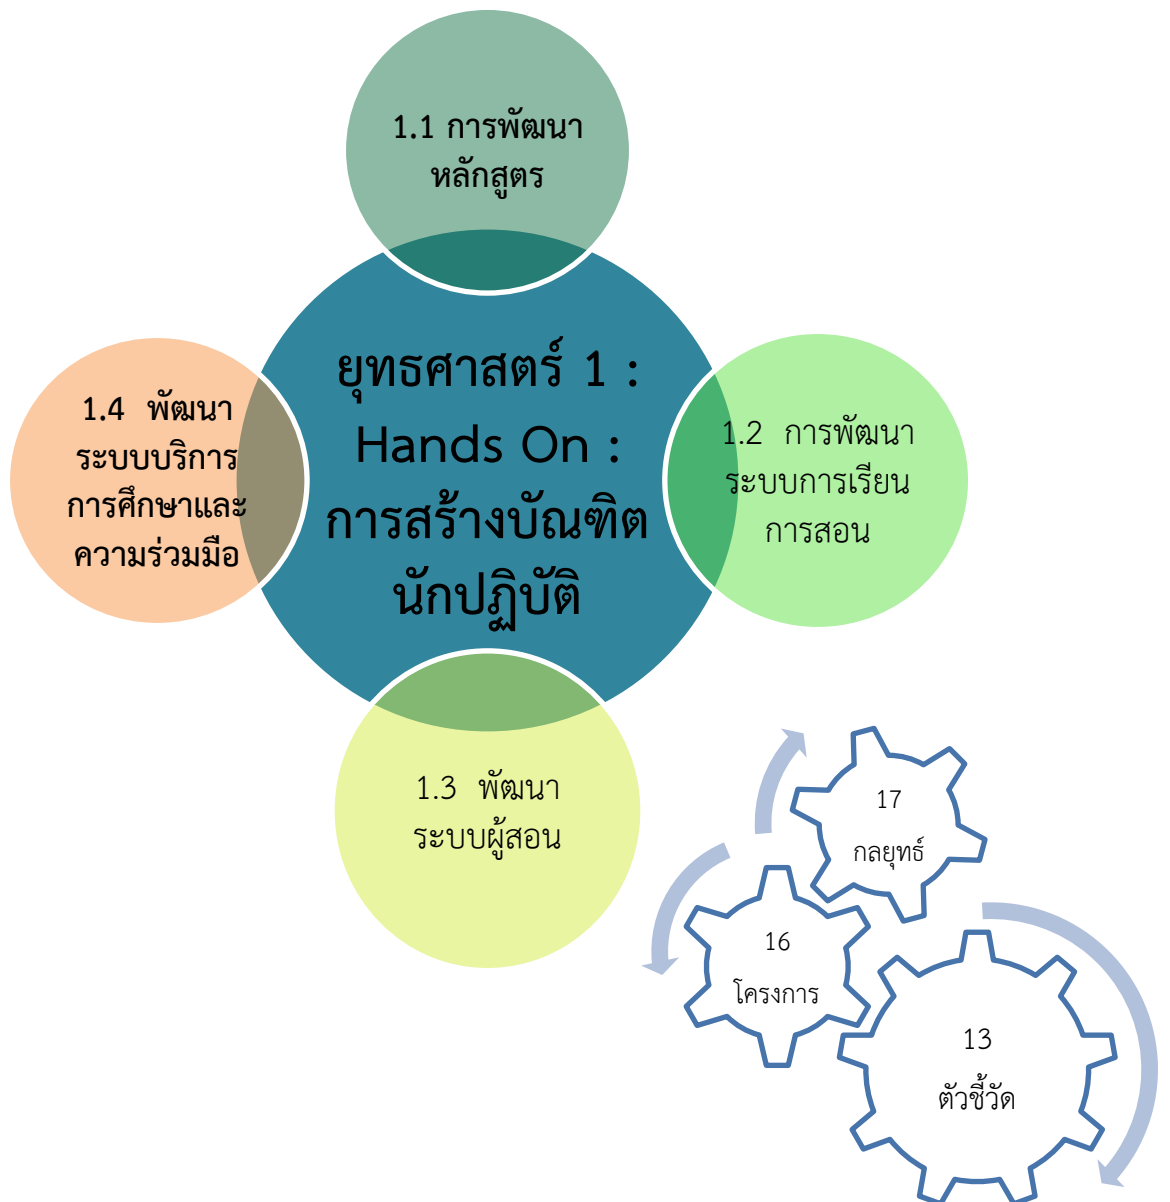 1.1 การพัฒนา
หลักสูตร
ยุทธศาสตร์ 1 :
Hands On :
การสร้างบัณฑิต
นักปฏิบัติ
1.2 การพัฒนา
ระบบการเรียน
การสอน
1.3 พัฒนา
ระบบผู้สอน
1.4 พัฒนา
ระบบบริการ
การศึกษาและ
ความร่วมมือ
17
กลยุทธ์
16
โครงการ
13
ตัวชี้วัด